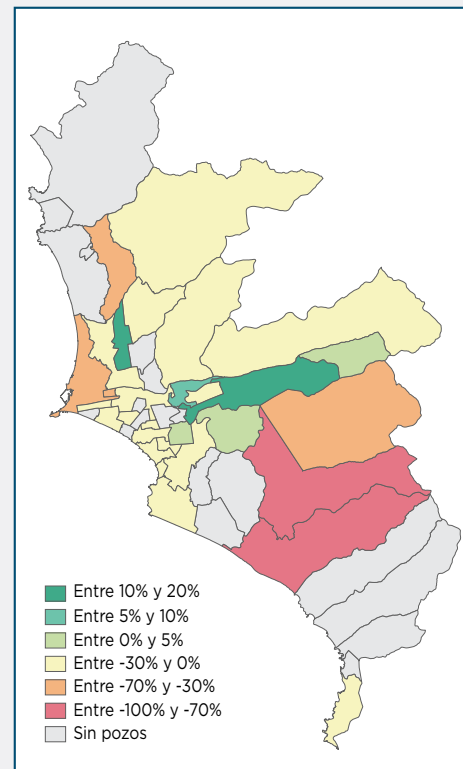 Entre 10% y 20%
Entre 5% y 10%
Entre 0% y 5%
Entre -30% y 0%
Entre -70% y -30%
Entre -100% y -70%
Sin pozos